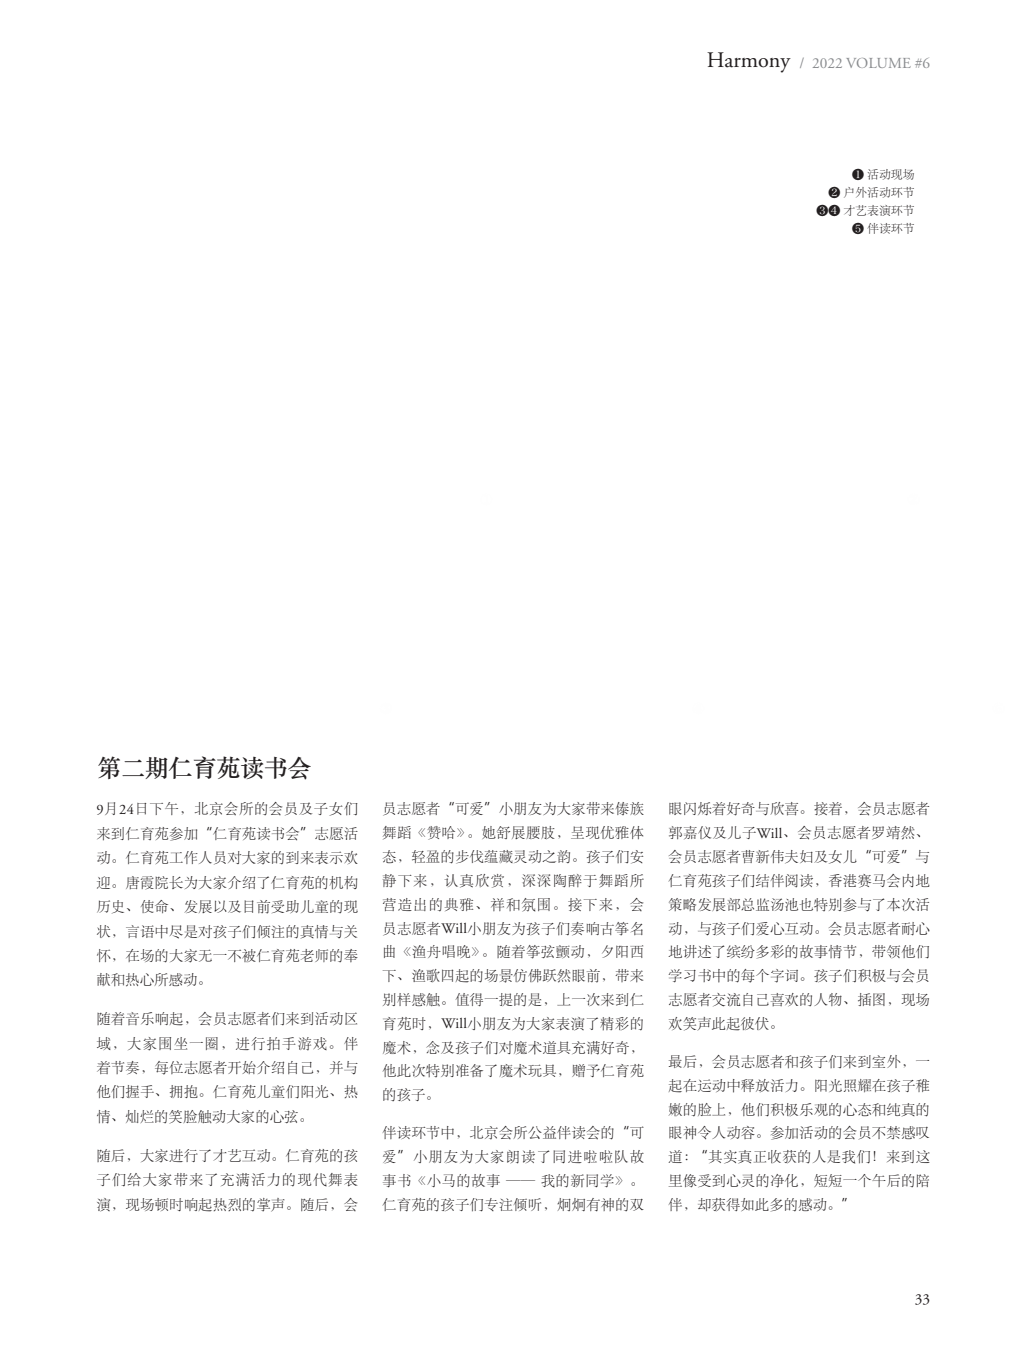 Harmony / 2022 VOLUME #6
❶ 活动现场
❷ 户外活动环节
❸❹ 才艺表演环节
❺ 伴读环节
第二期仁育苑读书会
9月24日下午，北京会所的会员及子女们
来到仁育苑参加“仁育苑读书会”志愿活
动。仁育苑工作人员对大家的到来表示欢
迎。唐霞院长为大家介绍了仁育苑的机构
历史、使命、发展以及目前受助儿童的现
状，言语中尽是对孩子们倾注的真情与关
怀，在场的大家无一不被仁育苑老师的奉
献和热心所感动。
随着音乐响起，会员志愿者们来到活动区
域，大家围坐一圈，进行拍手游戏。伴
着节奏，每位志愿者开始介绍自己，并与
他们握手、拥抱。仁育苑儿童们阳光、热
情、灿烂的笑脸触动大家的心弦。
随后，大家进行了才艺互动。仁育苑的孩
子们给大家带来了充满活力的现代舞表
演，现场顿时响起热烈的掌声。随后，会
员志愿者“可爱”小朋友为大家带来傣族
舞蹈《赞哈》。她舒展腰肢，呈现优雅体
态，轻盈的步伐蕴藏灵动之韵。孩子们安
静下来，认真欣赏，深深陶醉于舞蹈所
营造出的典雅、祥和氛围。接下来，会
员志愿者Will小朋友为孩子们奏响古筝名
曲《渔舟唱晚》。随着筝弦颤动，夕阳西
下、渔歌四起的场景仿佛跃然眼前，带来
别样感触。值得一提的是，上一次来到仁
育苑时，Will小朋友为大家表演了精彩的
魔术，念及孩子们对魔术道具充满好奇，
他此次特别准备了魔术玩具，赠予仁育苑
的孩子。
伴读环节中，北京会所公益伴读会的“可
爱”小朋友为大家朗读了同进啦啦队故
事书《小马的故事 —— 我的新同学》。
仁育苑的孩子们专注倾听，炯炯有神的双
眼闪烁着好奇与欣喜。接着，会员志愿者
郭嘉仪及儿子Will、会员志愿者罗靖然、
会员志愿者曹新伟夫妇及女儿“可爱”与
仁育苑孩子们结伴阅读，香港赛马会内地
策略发展部总监汤池也特别参与了本次活
动，与孩子们爱心互动。会员志愿者耐心
地讲述了缤纷多彩的故事情节，带领他们
学习书中的每个字词。孩子们积极与会员
志愿者交流自己喜欢的人物、插图，现场
欢笑声此起彼伏。
最后，会员志愿者和孩子们来到室外，一
起在运动中释放活力。阳光照耀在孩子稚
嫩的脸上，他们积极乐观的心态和纯真的
眼神令人动容。参加活动的会员不禁感叹
道：“其实真正收获的人是我们！来到这
里像受到心灵的净化，短短一个午后的陪
伴，却获得如此多的感动。”
33